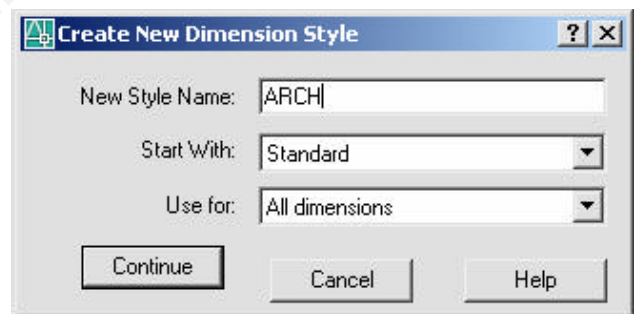 Create New Dimension Style
New Style Name: ARCH
Start With: Standard
Use for: All dimensions
Continue Cancel Help